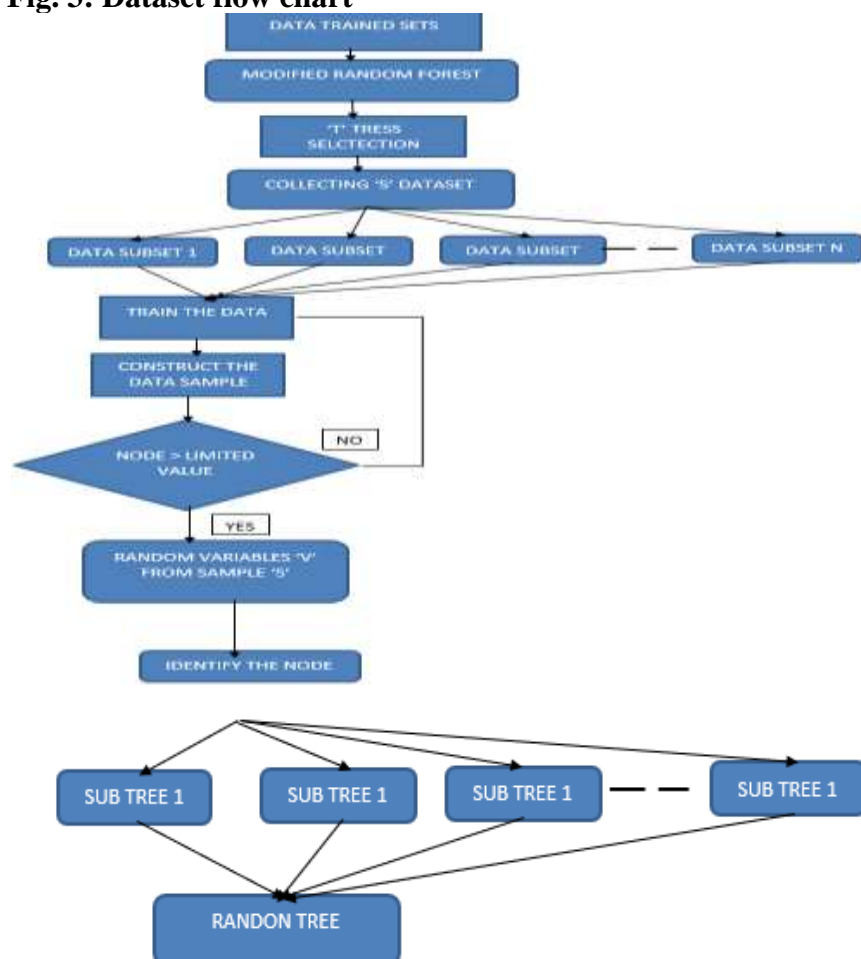 Fig. 3: Dataset flow chart
DATA TRAINED SETS
MODIFIED RANDOM FOREST
'T' TRESS
SELCTECTION
COLLECTING 'S' DATASET
DATA SUBSET 1
DATA SUBSET
DATA SUBSET
DATA SUBSET N
TRAIN THE DATA
CONSTRUCT THE
DATA SAMPLE
NO
NODE > LIMITED
VALUE
YES
RANDOM VARIABLES 'V'
FROM SAMPLE 'S'
IDENTIFY THE NODE
SUB TREE 1
SUB TREE 1
SUB TREE 1
SUB TREE 1
RANDON TREE